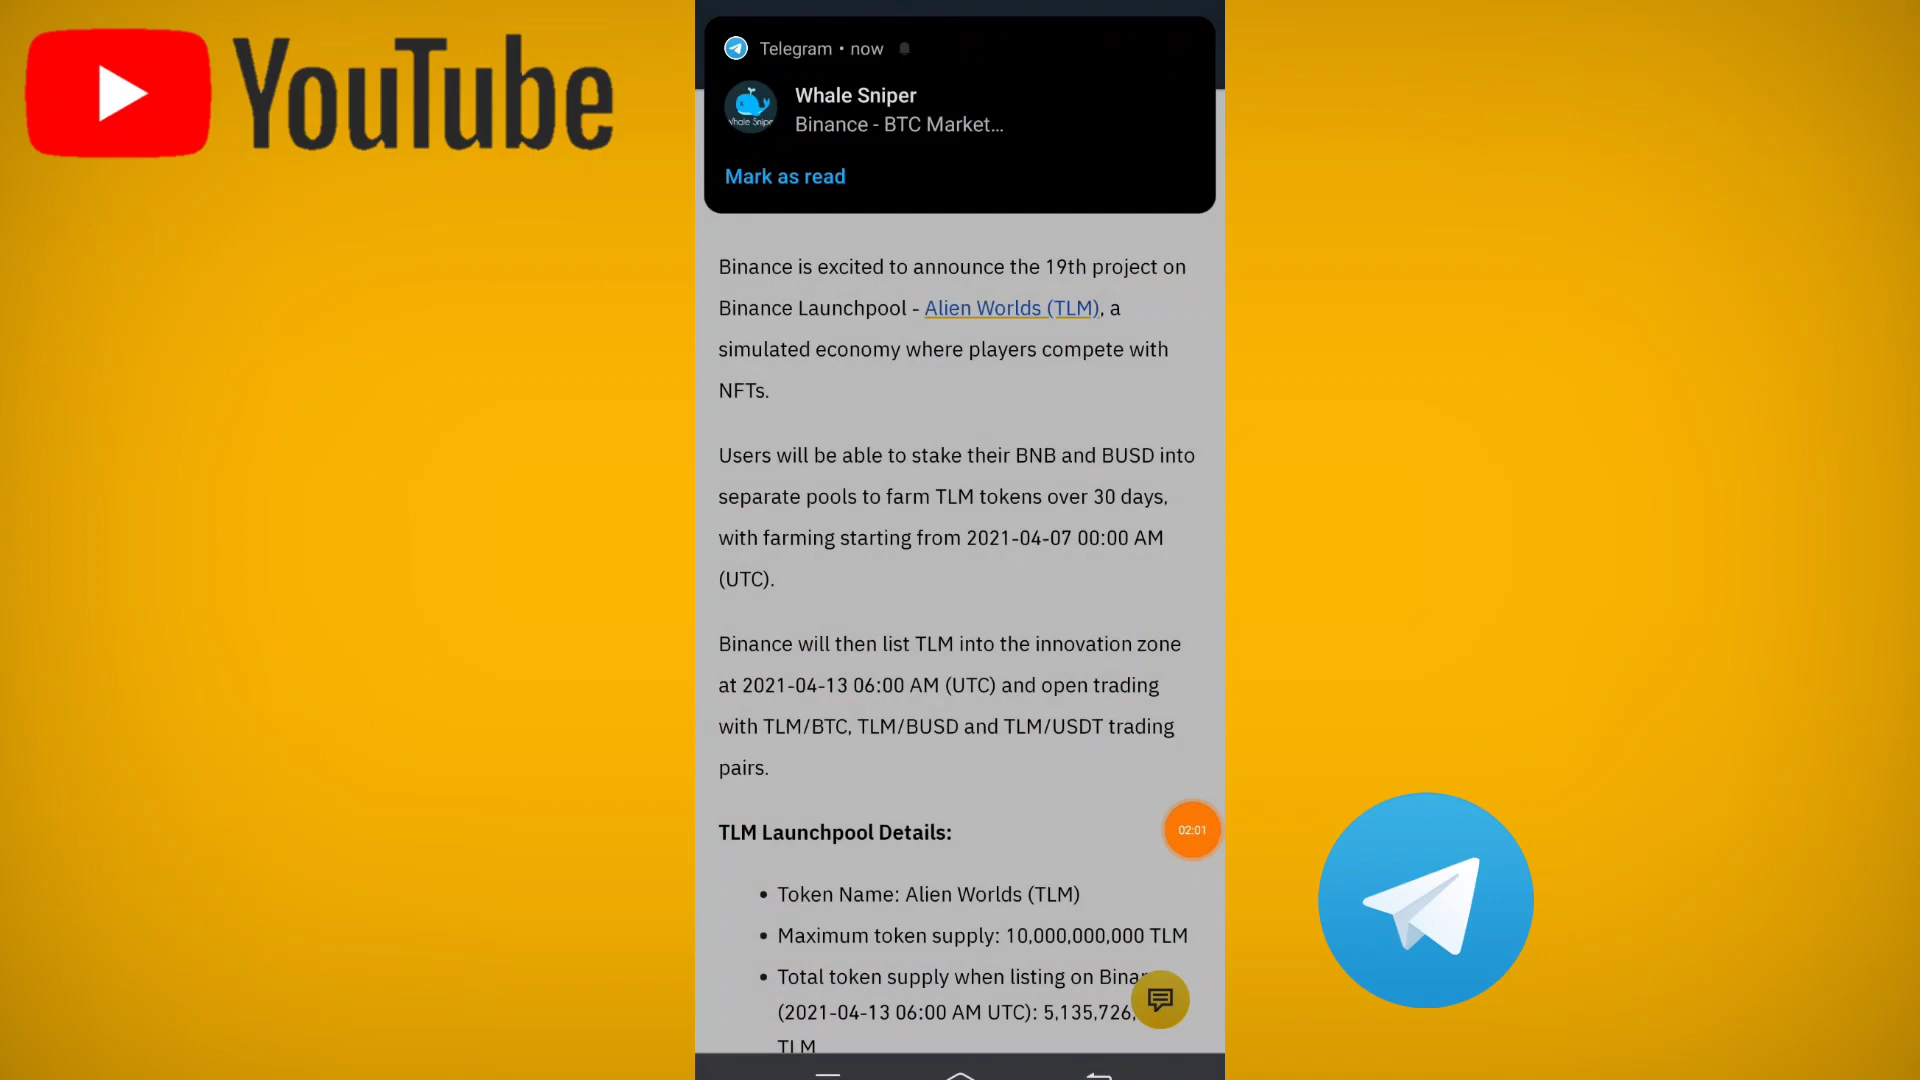 YouTube
Telegram • now
Whale Sniper
Binance - BTC Market...
Mark as read
Binance is excited to announce the 19th project on
Binance Launchpool - Alien Worlds (TLM), a
simulated economy where players compete with
NFTs.
Users will be able to stake their BNB and BUSD into
separate pools to farm TLM tokens over 30 days,
with farming starting from 2021-04-07 00:00 AM
(UTC).
Binance will then list TLM into the innovation zone
at 2021-04-13 06:00 AM (UTC) and open trading
with TLM/BTC, TLM/BUSD and TLM/USDT trading
pairs.
TLM Launchpool Details:
02:01
• Token Name: Alien Worlds (TLM)
• Maximum token supply: 10,000,000,000 TLM
• Total token supply when listing on
(2021-04-13 06:00 AM UTC): 5,135,726,
TLM